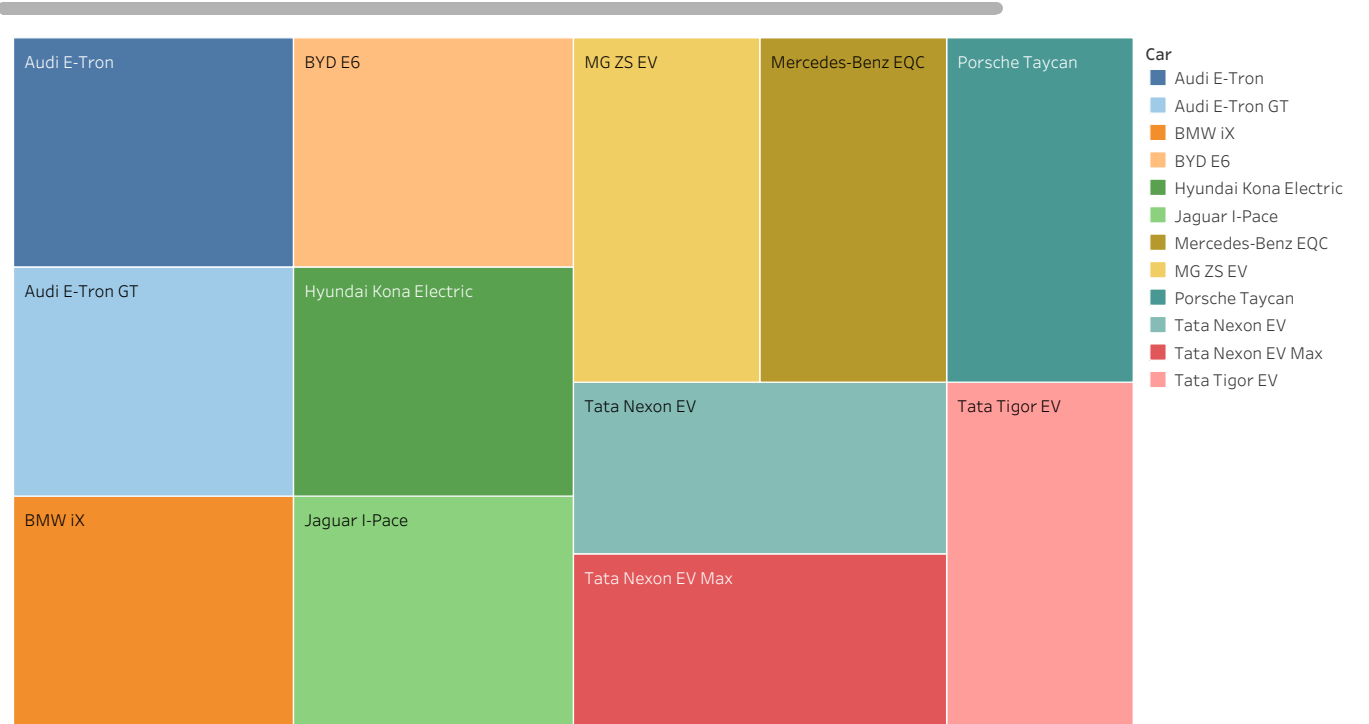 Audi E-Tron
BYD E6
MG ZS EV
Mercedes-Benz EQC
Porsche Taycan
Audi E-Tron GT
Hyundai Kona Electric
Tata Nexon EV
Tata Tigor EV
BMW iX
Jaguar I-Pace
Tata Nexon EV Max
Car
Audi E-Tron
Audi E-Tron GT
BMW iX
BYD E6
Hyundai Kona Electric
Jaguar I-Pace
Mercedes-Benz EQC
MG ZS EV
Porsche Taycan
Tata Nexon EV
Tata Nexon EV Max
Tata Tigor EV